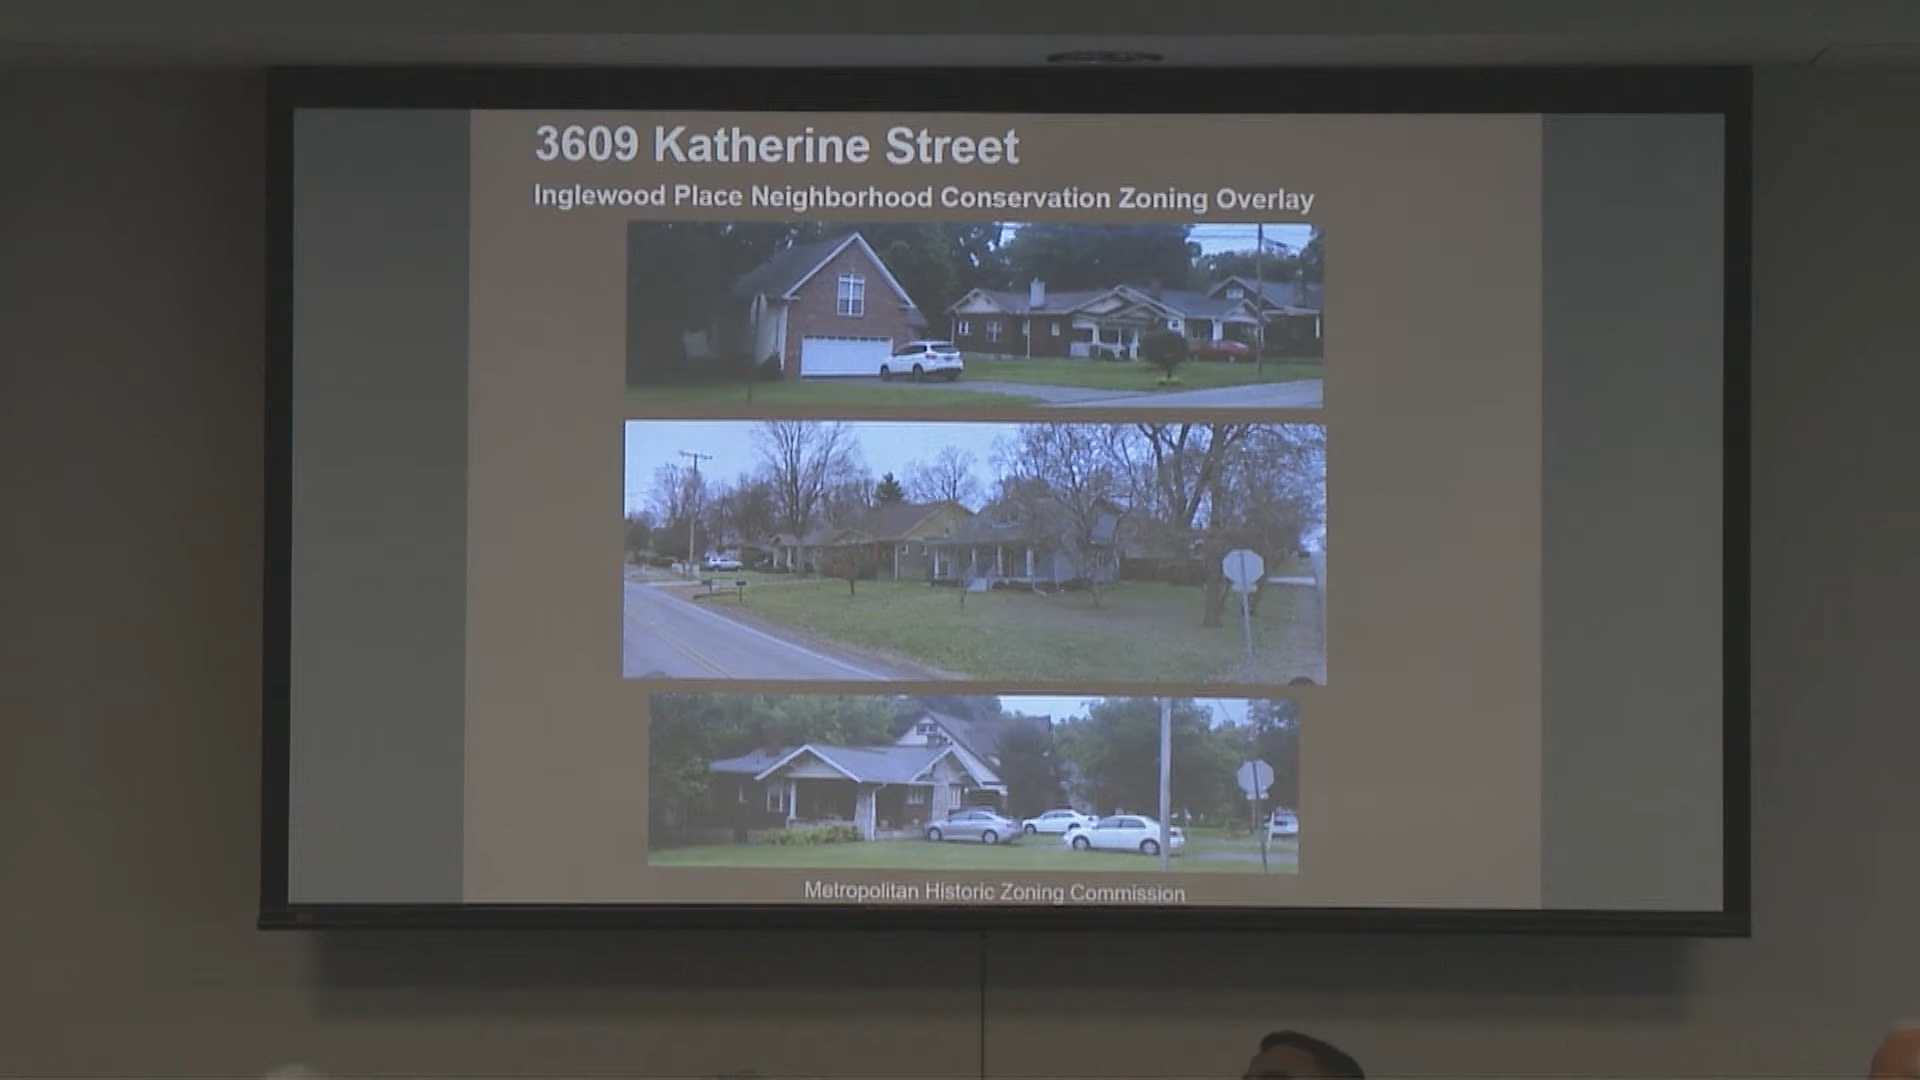 3609 Katherine Street
Inglewood Place Neighborhood Conservation Zoning Overlay
Metropolitan Historic Zoning Commission